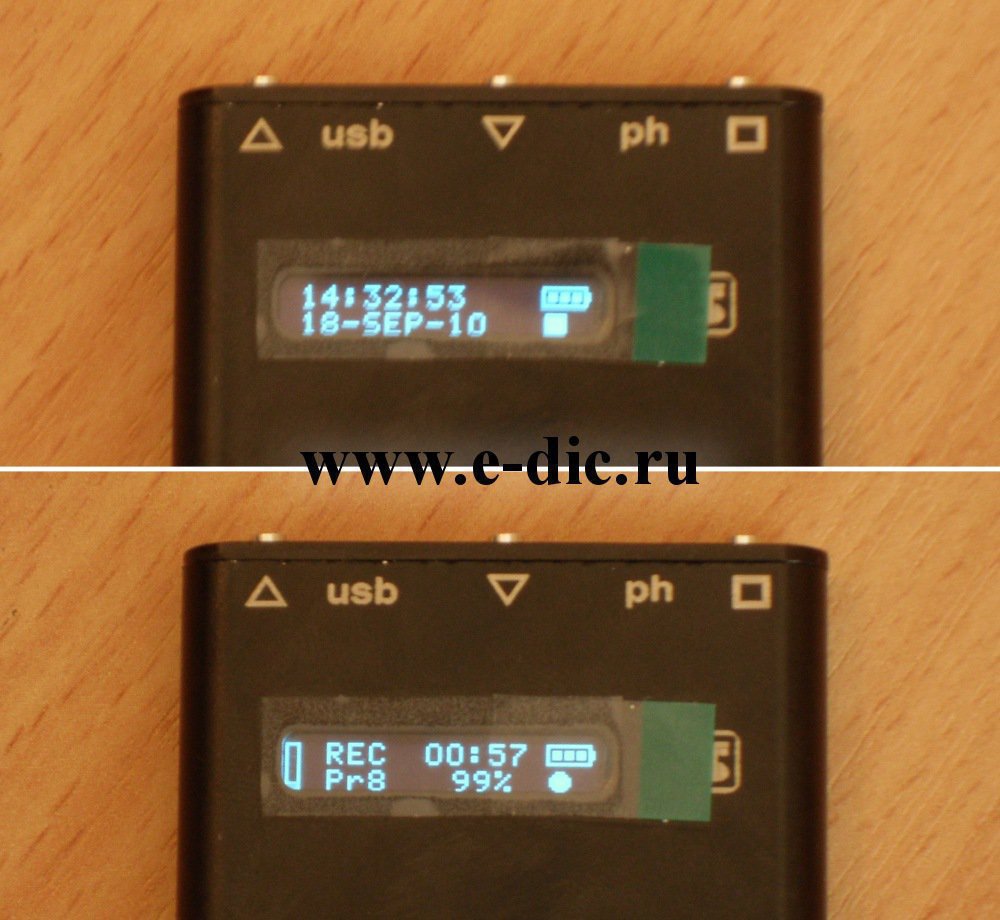 usb ph
14:32:53
18-SEP-10
www.e-dic.ru
usb ph
REC 00:57
Pr8 99%